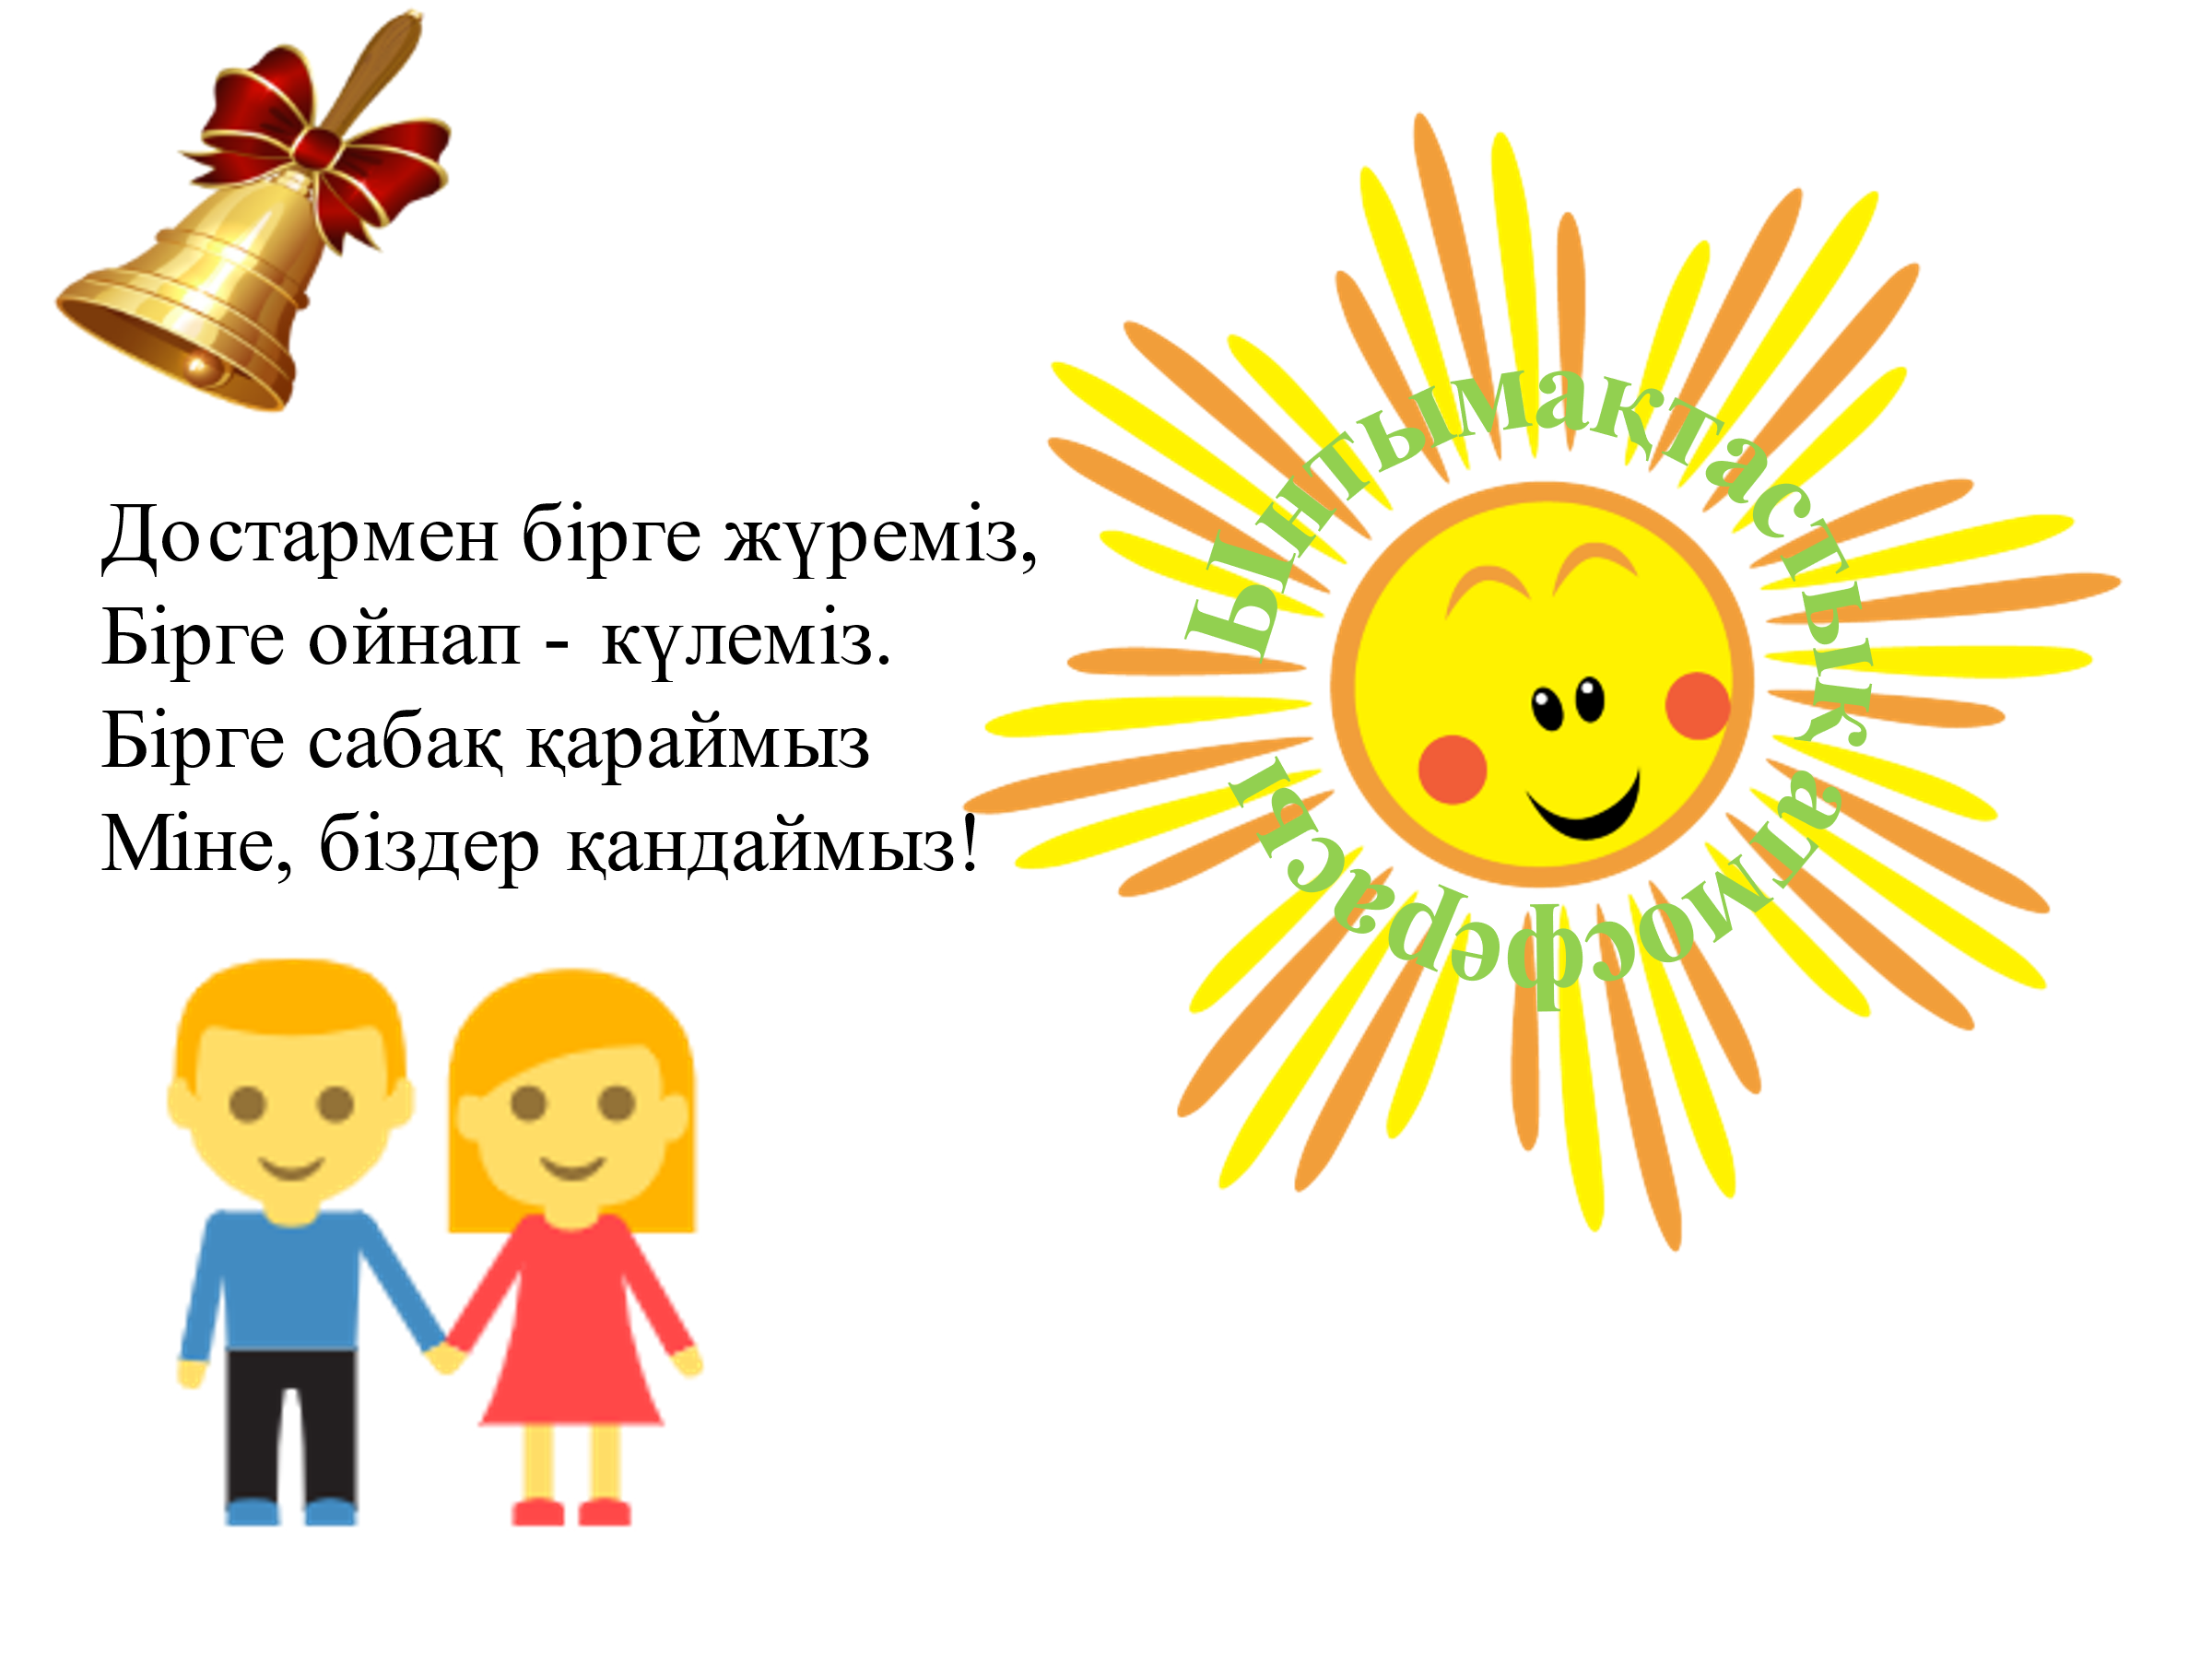 Достармен бірге жүреміз,
Бірге ойнап - күлеміз.
Бірге сабақ қараймыз
Міне, біздер қандаймыз!
Ынтымақтастық
атмосферасы